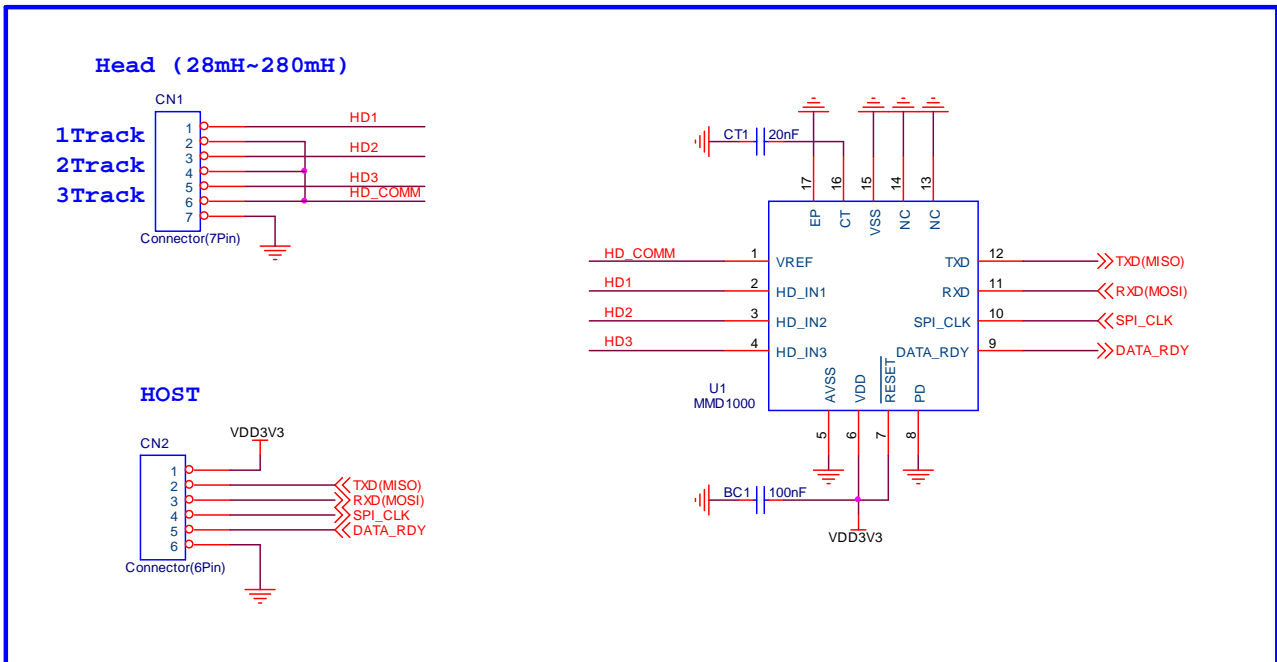 Head (28mH~280mH)
CN1
1Track
2Track
3Track
1
2
3
4
5
6
7
HD1
HD2
HD3
HD_COMM
Connector(7Pin)
HOST
VDD3V3
CN2
1
2
3
4
5
6
TXD(MISO)
RXD(MOSI)
SPI_CLK
DATA_RDY
Connector(6Pin)
CT1 20nF
17 16 15 14 13
EP CT VSS NC NC
HD_COMM 1 VREF
HD1 2 HD_IN1
HD2 3 HD_IN2
HD3 4 HD_IN3
TXD 12 TXD(MISO)
RXD 11 RXD(MOSI)
SPI_CLK 10 SPI_CLK
DATA_RDY 9 DATA_RDY
U1
MMD1000
AVSS VDD RESET PD
5 6 7 8
BC1 100nF
VDD3V3